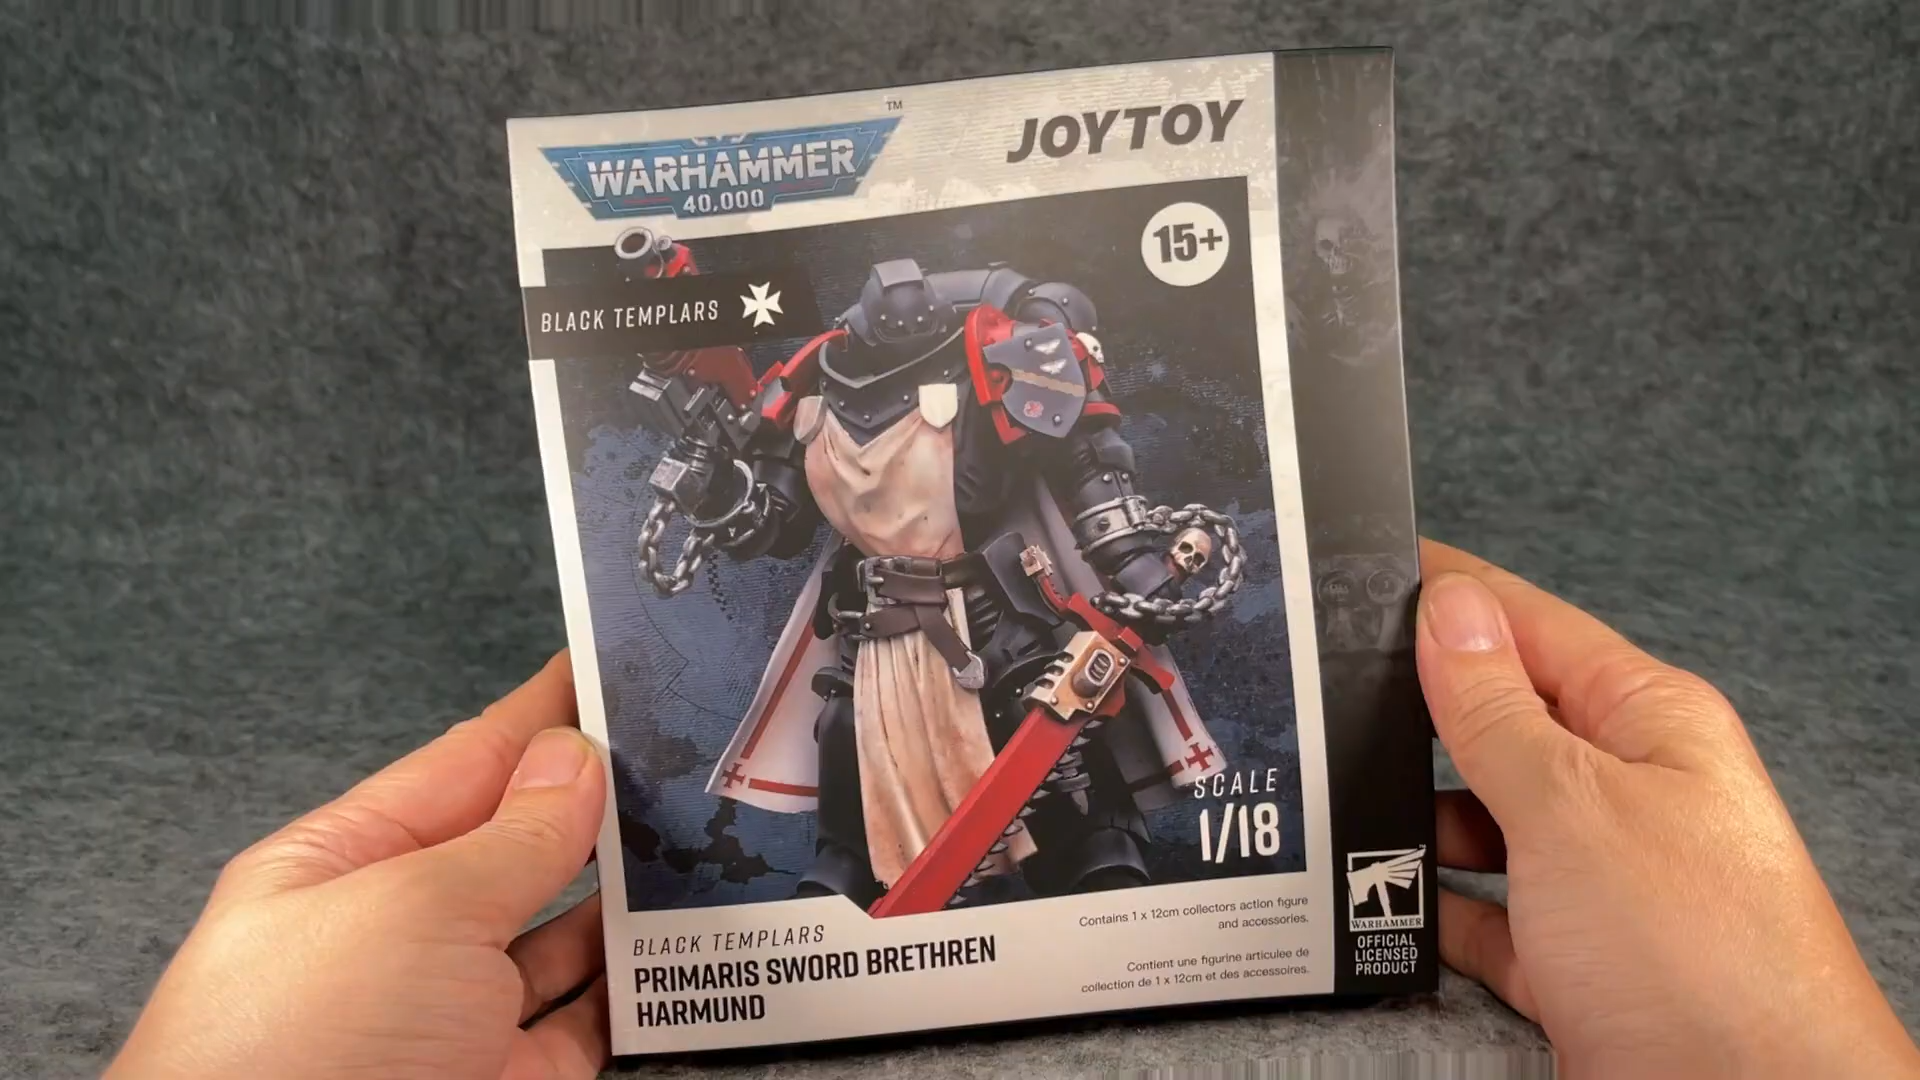 WARHAMMER
40,000
TM
JOYTOY
15+
BLACK TEMPLARS
SCALE
1/18
BLACK TEMPLARS
PRIMARIS SWORD BRETHREN
HARMUND
Contains 1 x 12cm collectors action figure
and accessories.
Contient une figurine articulee de
collection de 1 x 12cm et des accessoires.
WARHAMMER
OFFICIAL
LICENSED
PRODUCT